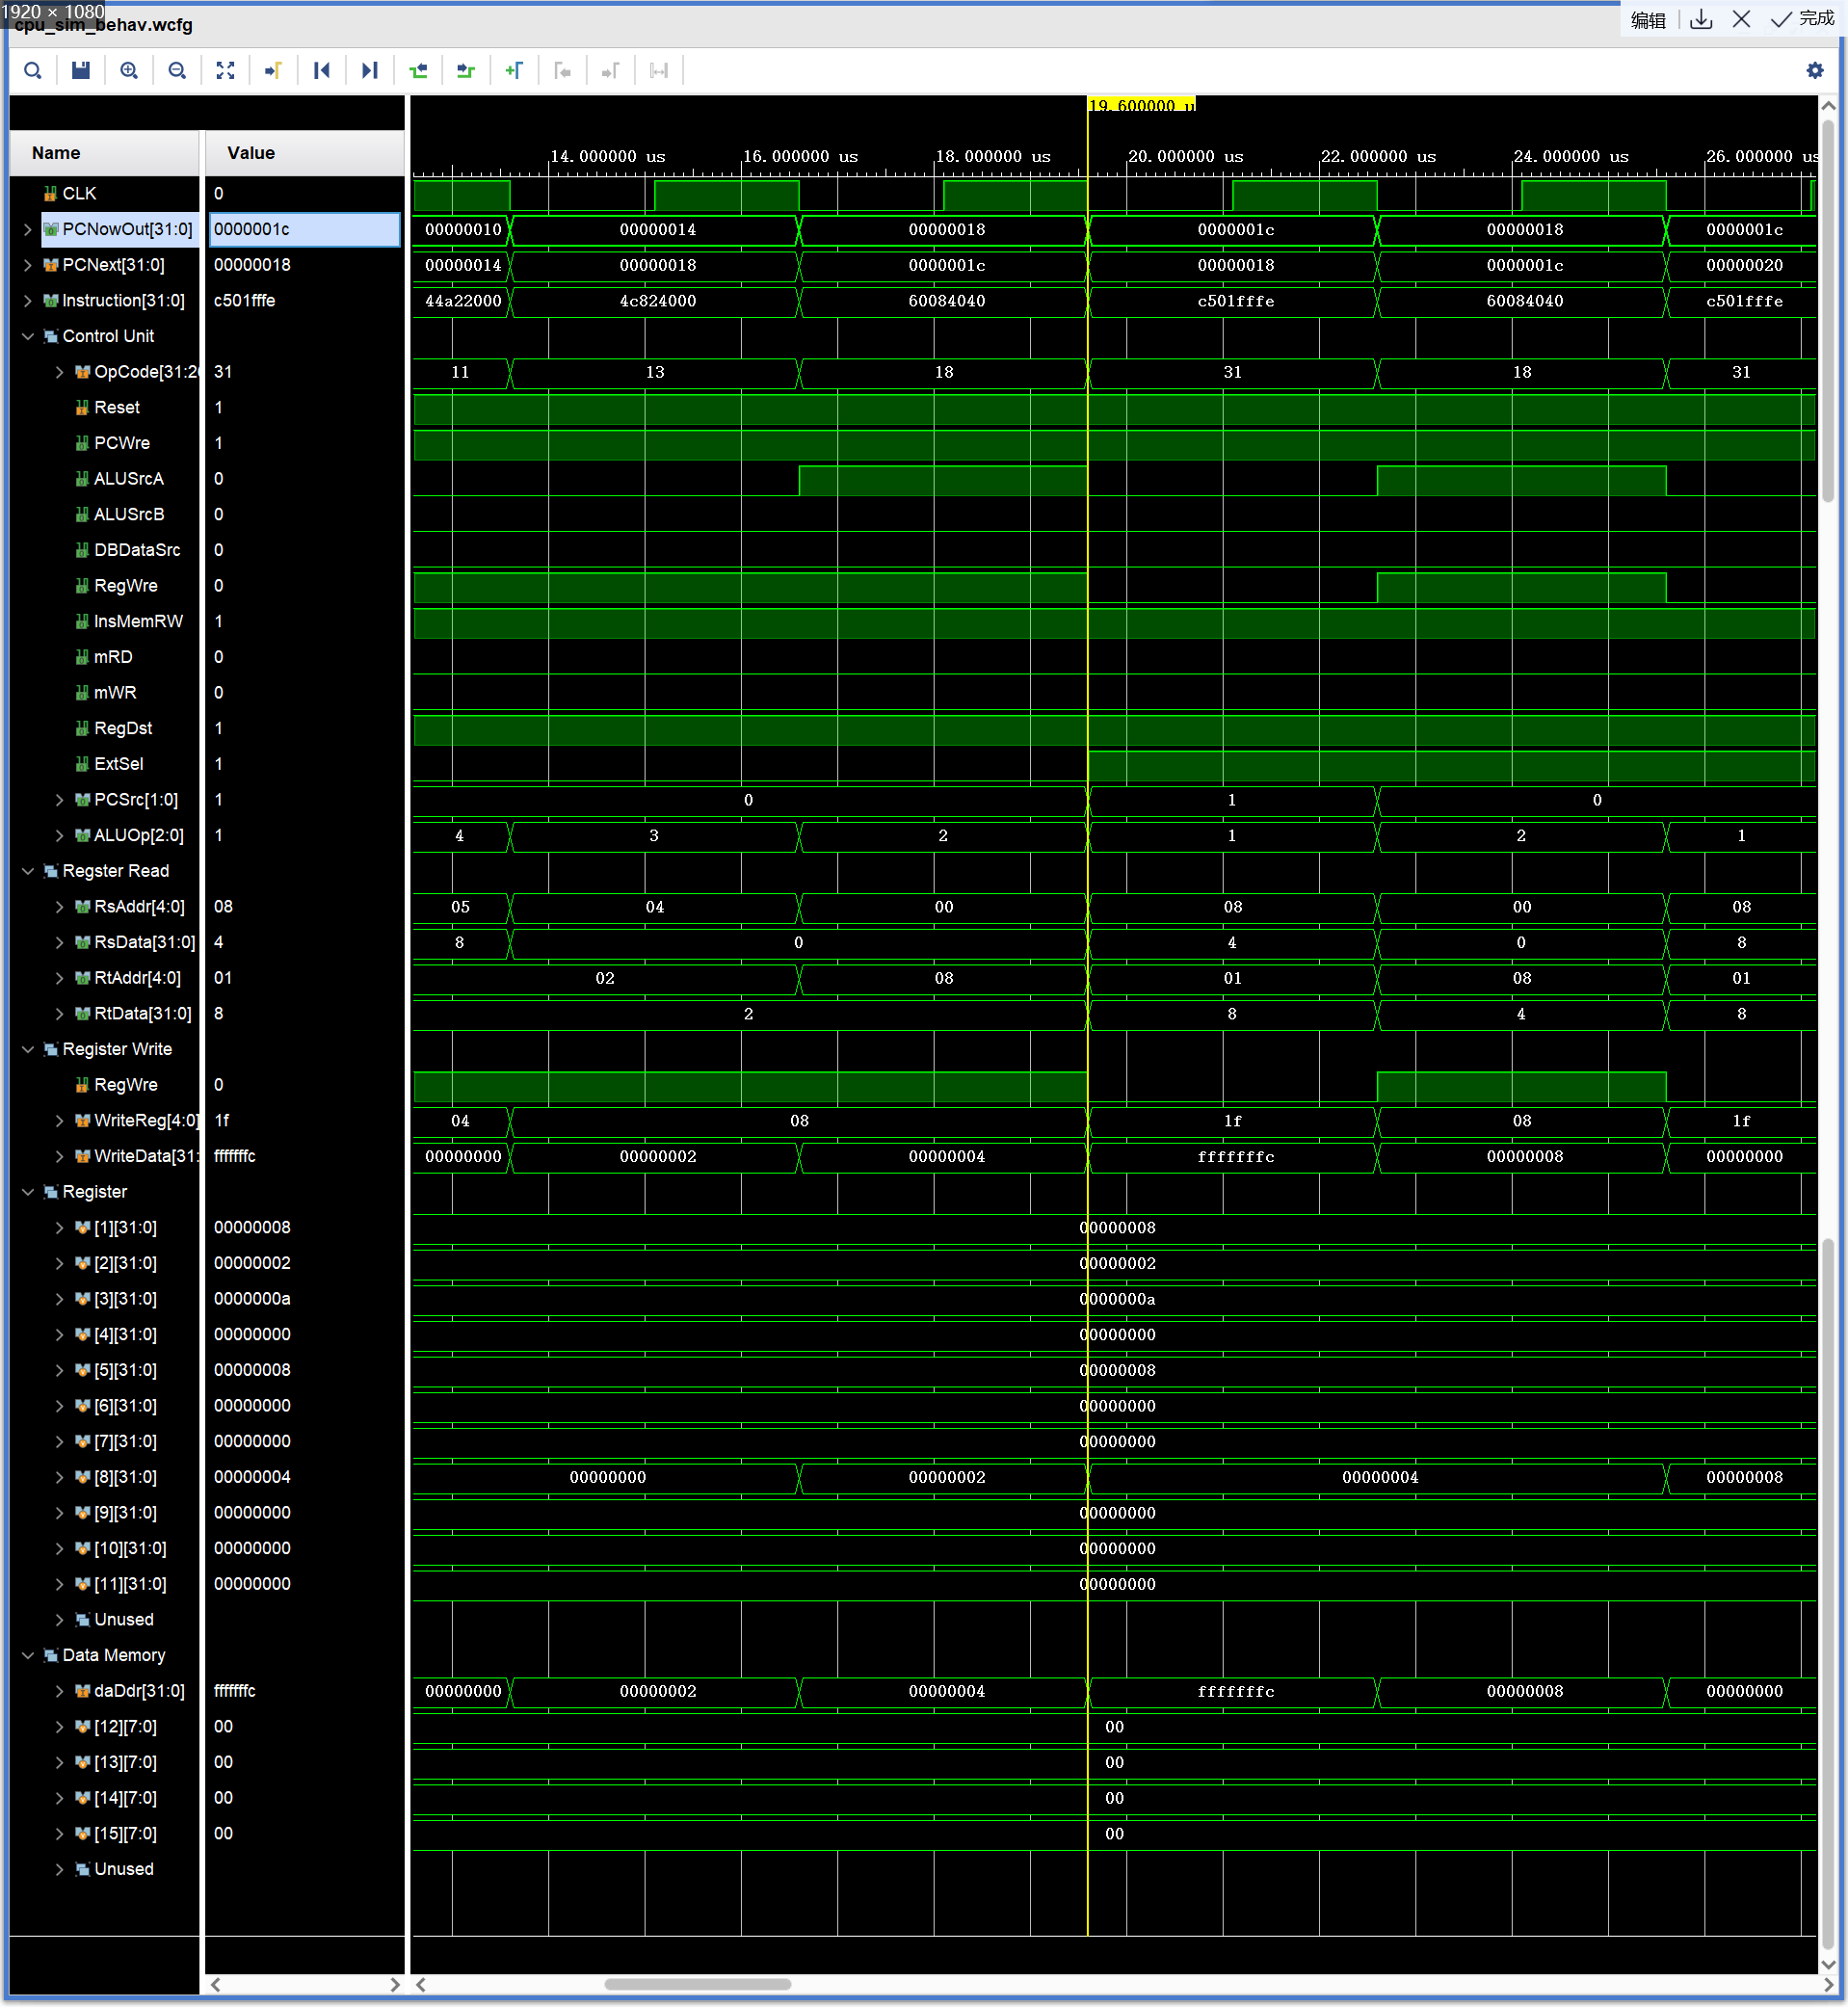 1920 × 1080
cpu_sim_behav.wcfg
编辑 完成
19.600000 u
Name Value
14.000000 us 16.000000 us 18.000000 us 20.000000 us 22.000000 us 24.000000 us 26.000000 us
CLK 0
PCNowOut[31:0] 0000001c 00000010 00000014 00000018 0000001c 00000018 0000001c
PCNext[31:0] 00000018 00000014 00000018 0000001c 00000018 0000001c 00000020
Instruction[31:0] c501fffe 44a22000 4c824000 60084040 c501fffe 60084040 c501fffe
Control Unit
OpCode[31:26 31 11 13 18 31 18 31
Reset 1
PCWre 1
ALUSrcA 0
ALUSrcB 0
DBDataSrc 0
RegWre 0
InsMemRW 1
mRD 0
mWR 0
RegDst 1
ExtSel 1
PCSrc[1:0] 1 0 1 0
ALUOp[2:0] 1 4 3 2 1 2 1
Regster Read
RsAddr[4:0] 08 05 04 00 08 00 08
RsData[31:0] 4 8 0 4 0 8
RtAddr[4:0] 01 02 08 01 08 01
RtData[31:0] 8 2 8 4 8
Register Write
RegWre 0
WriteReg[4:0] 1f 04 08 1f 08 1f
WriteData[31: fffffffc 00000000 00000002 00000004 fffffffc 00000008 00000000
Register
[1][31:0] 00000008 00000008
[2][31:0] 00000002 00000002
[3][31:0] 0000000a 0000000a
[4][31:0] 00000000 00000000
[5][31:0] 00000008 00000008
[6][31:0] 00000000 00000000
[7][31:0] 00000000 00000000
[8][31:0] 00000004 00000000 00000002 00000004 00000008
[9][31:0] 00000000 00000000
[10][31:0] 00000000 00000000
[11][31:0] 00000000 00000000
Unused
Data Memory
daDdr[31:0] fffffffc 00000000 00000002 00000004 fffffffc 00000008 00000000
[12][7:0] 00 00
[13][7:0] 00 00
[14][7:0] 00 00
[15][7:0] 00 00
Unused